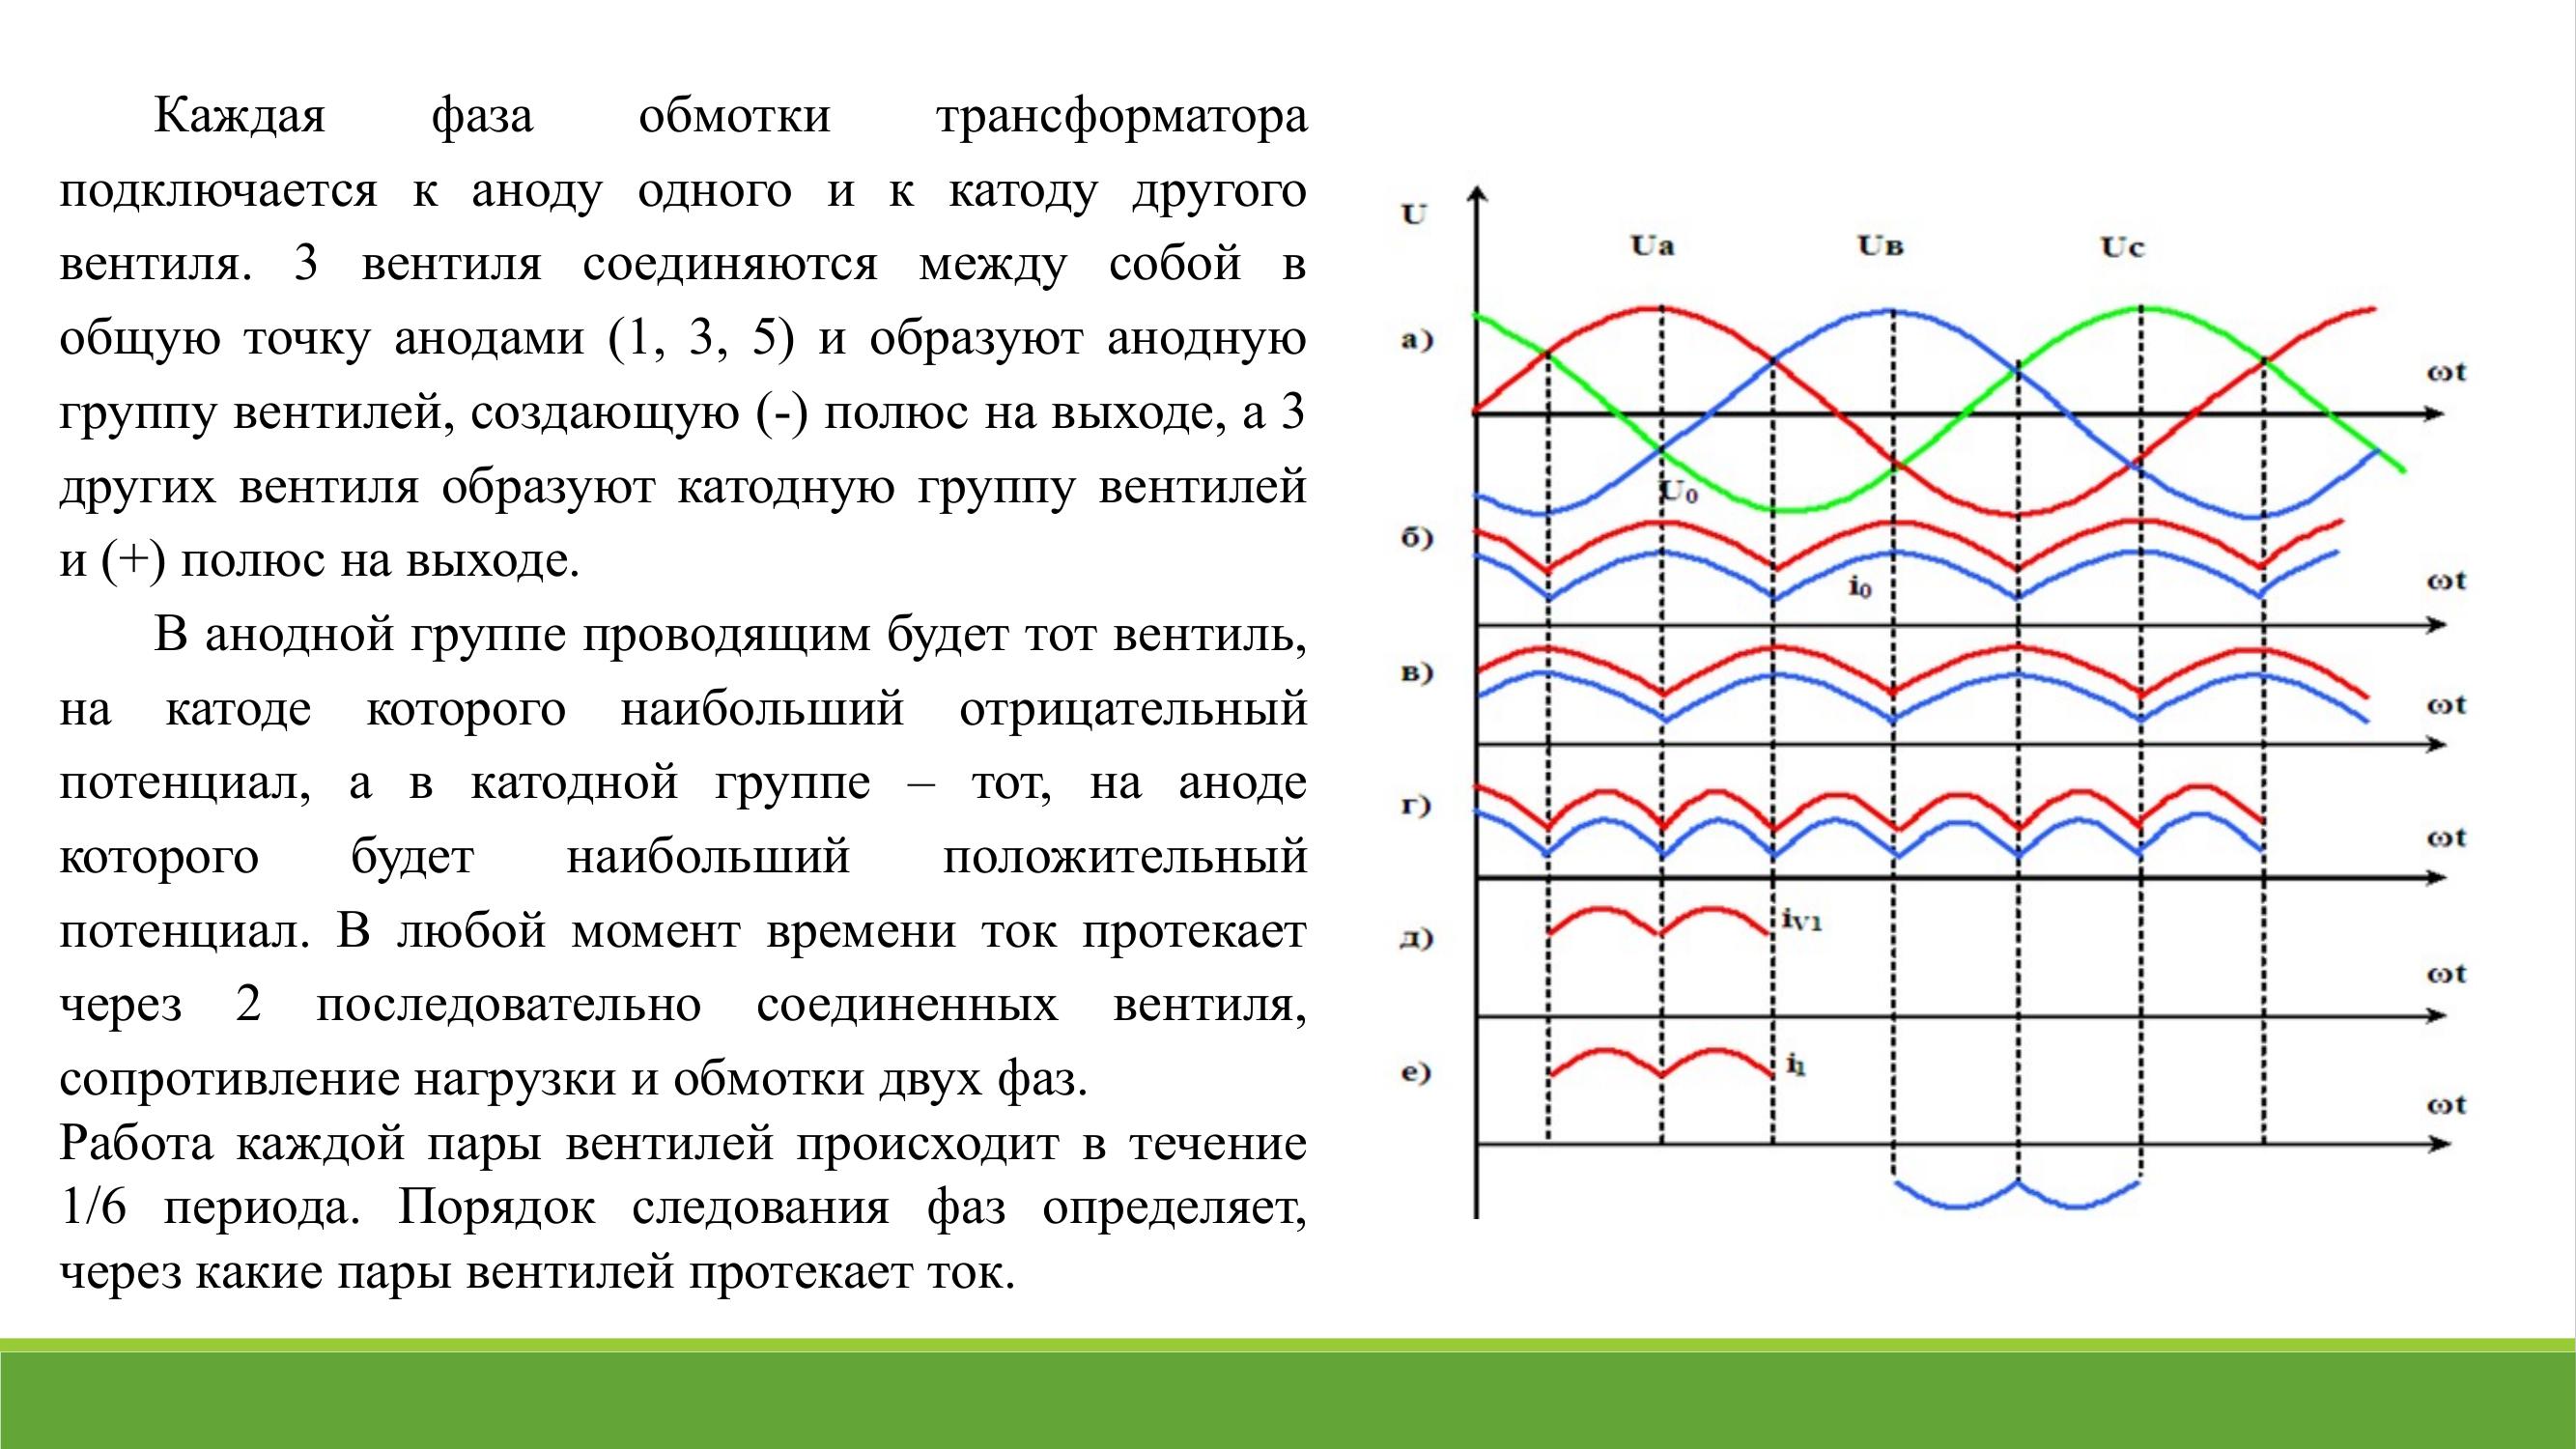 Каждая фаза обмотки трансформатора
подключается к аноду одного и к катоду другого
вентиля. 3 вентиля соединяются между собой в
общую точку анодами (1, 3, 5) и образуют анодную
группу вентилей, создающую (-) полюс на выходе, а 3
других вентиля образуют катодную группу вентилей
и (+) полюс на выходе.
В анодной группе проводящим будет тот вентиль,
на катоде которого наибольший отрицательный
потенциал, а в катодной группе – тот, на аноде
которого будет наибольший положительный
потенциал. В любой момент времени ток протекает
через 2 последовательно соединенных вентиля,
сопротивление нагрузки и обмотки двух фаз.
Работа каждой пары вентилей происходит в течение
1/6 периода. Порядок следования фаз определяет,
через какие пары вентилей протекает ток.
U
Uа Uв Uс
а)
ωt
U₀
б)
i₀
ωt
в)
ωt
г)
ωt
iV1
д)
ωt
i₁
е)
ωt